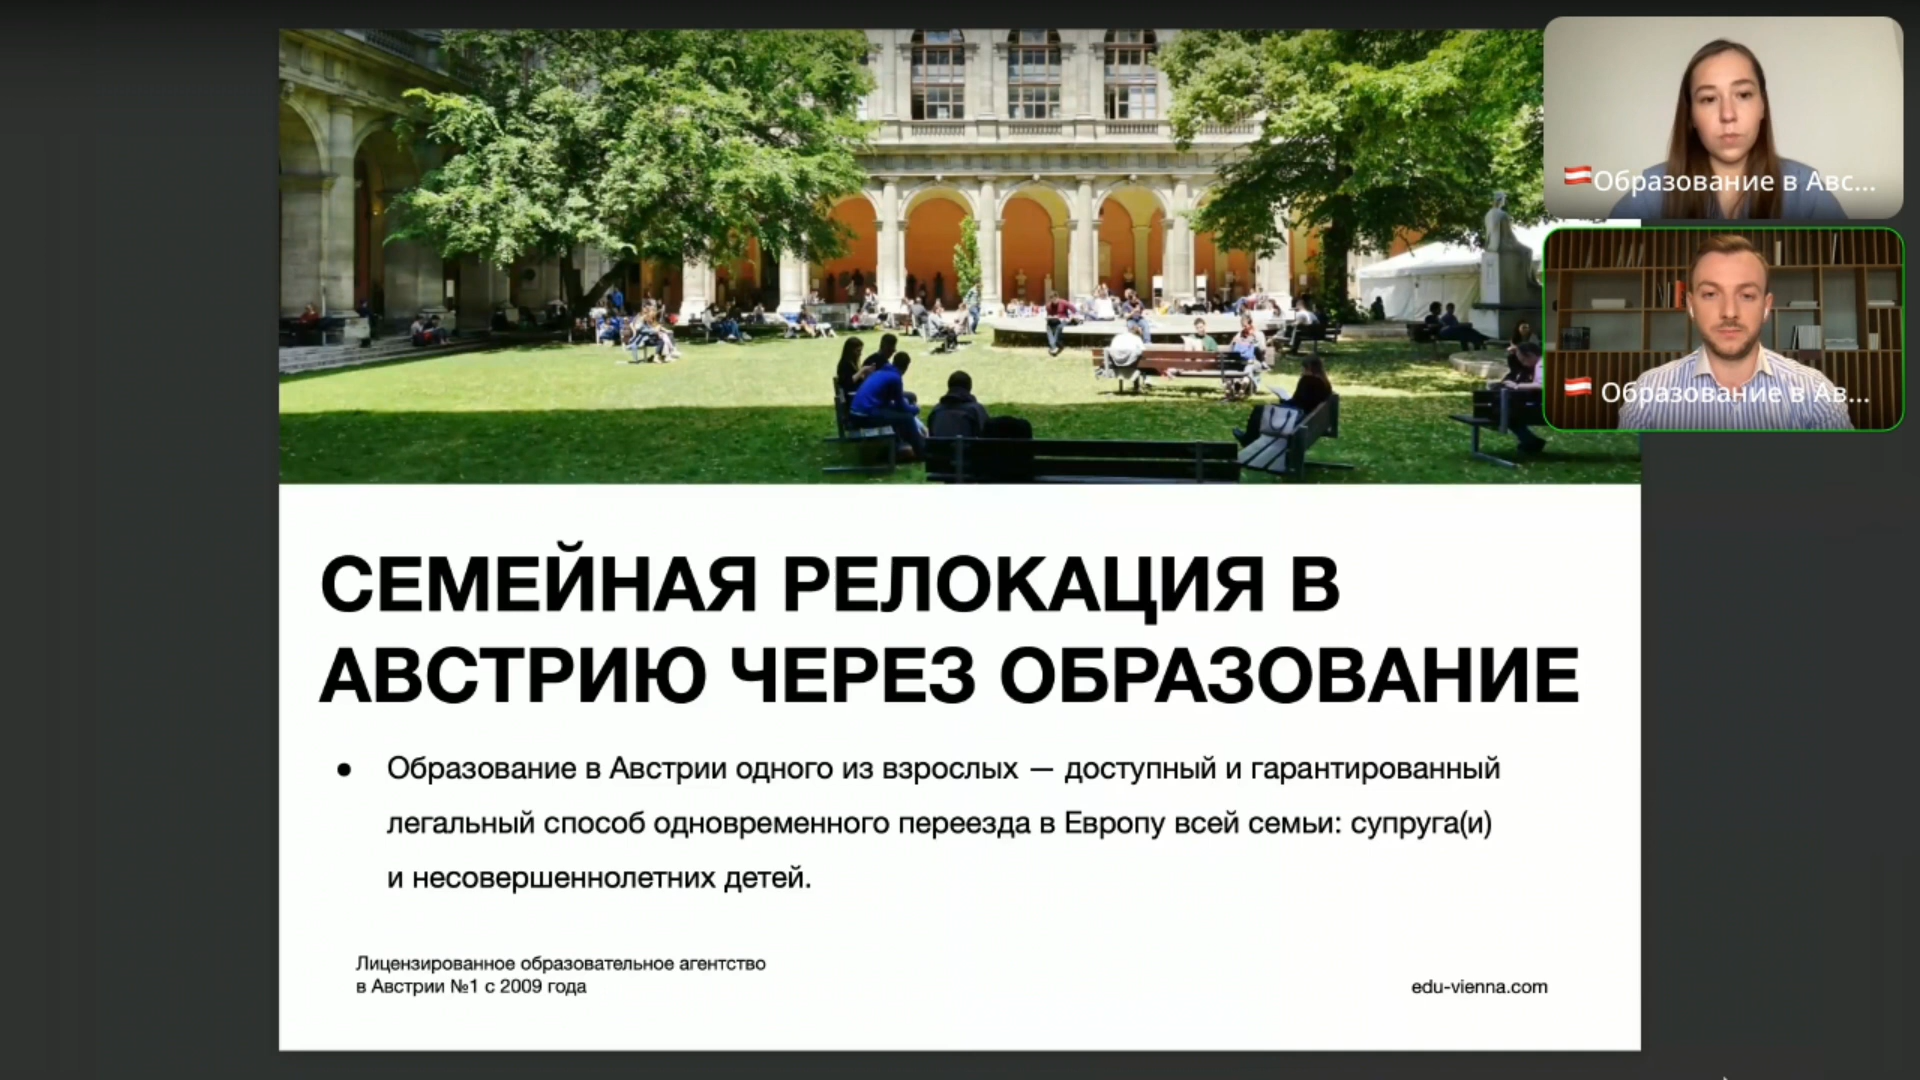 СЕМЕЙНАЯ РЕЛОКАЦИЯ В
АВСТРИЮ ЧЕРЕЗ ОБРАЗОВАНИЕ
● Образование в Австрии одного из взрослых — доступный и гарантированный
легальный способ одновременного переезда в Европу всей семьи: супруга(и)
и несовершеннолетних детей.
Лицензированное образовательное агентство
в Австрии №1 с 2009 года
edu-vienna.com
Образование в Авс...
Образование в Ав...